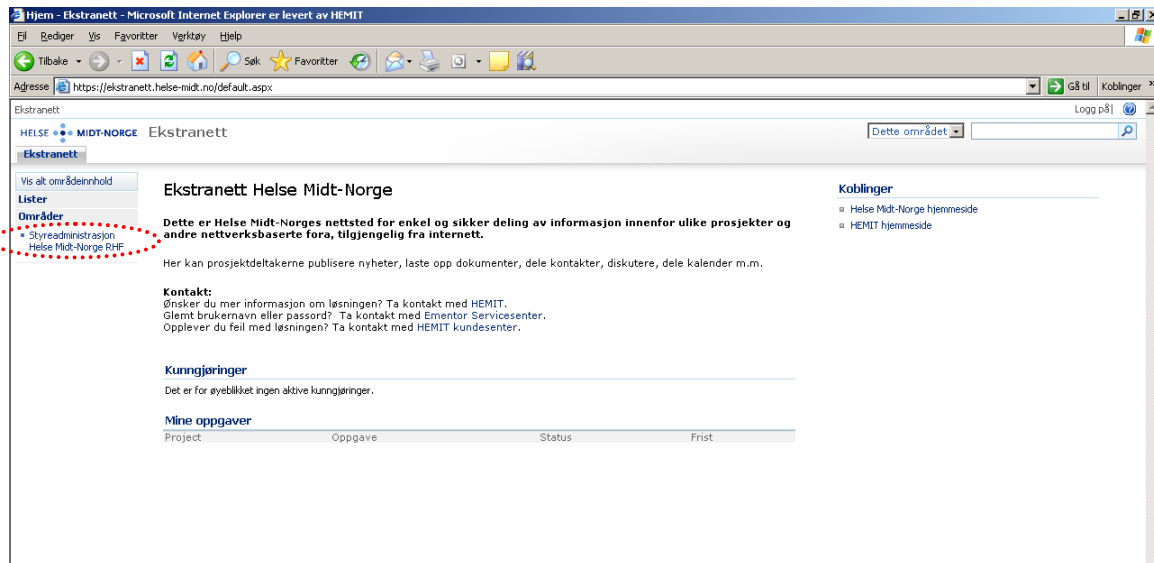 Hjem - Ekstranett - Microsoft Internet Explorer er levert av HEMIT
Fil Rediger Vis Favoritter Verktøy Hjelp
Tilbake Søk Favoritter
Adresse https://ekstranett.helse-midt.no/default.aspx Gå til Koblinger »
Ekstranett Logg på|
HELSE MIDT-NORGE Ekstranett Dette området
Ekstranett
Vis alt områdeinnhold
Lister
Områder
Styreadministrasjon
Helse Midt-Norge RHF
Ekstranett Helse Midt-Norge
Dette er Helse Midt-Norges nettsted for enkel og sikker deling av informasjon innenfor ulike prosjekter og
andre nettverksbaserte fora, tilgjengelig fra internett.
Her kan prosjektdeltakerne publisere nyheter, laste opp dokumenter, dele kontakter, diskutere, dele kalender m.m.
Kontakt:
Ønsker du mer informasjon om løsningen? Ta kontakt med HEMIT.
Glemt brukernavn eller passord? Ta kontakt med Ementor Servicesenter.
Opplever du feil med løsningen? Ta kontakt med HEMIT kundesenter.
Kunngjøringer
Det er for øyeblikket ingen aktive kunngjøringer.
Mine oppgaver
Project Oppgave Status Frist
Koblinger
Helse Midt-Norge hjemmeside
HEMIT hjemmeside